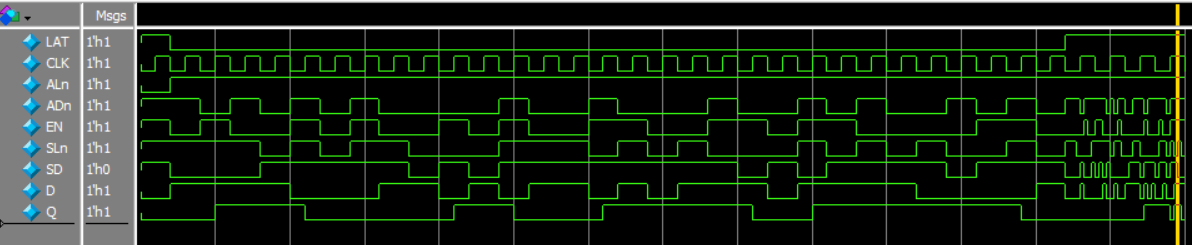 Msgs
LAT 1'h1
CLK 1'h1
ALn 1'h1
ADn 1'h1
EN 1'h1
SLn 1'h1
SD 1'h0
D 1'h1
Q 1'h1